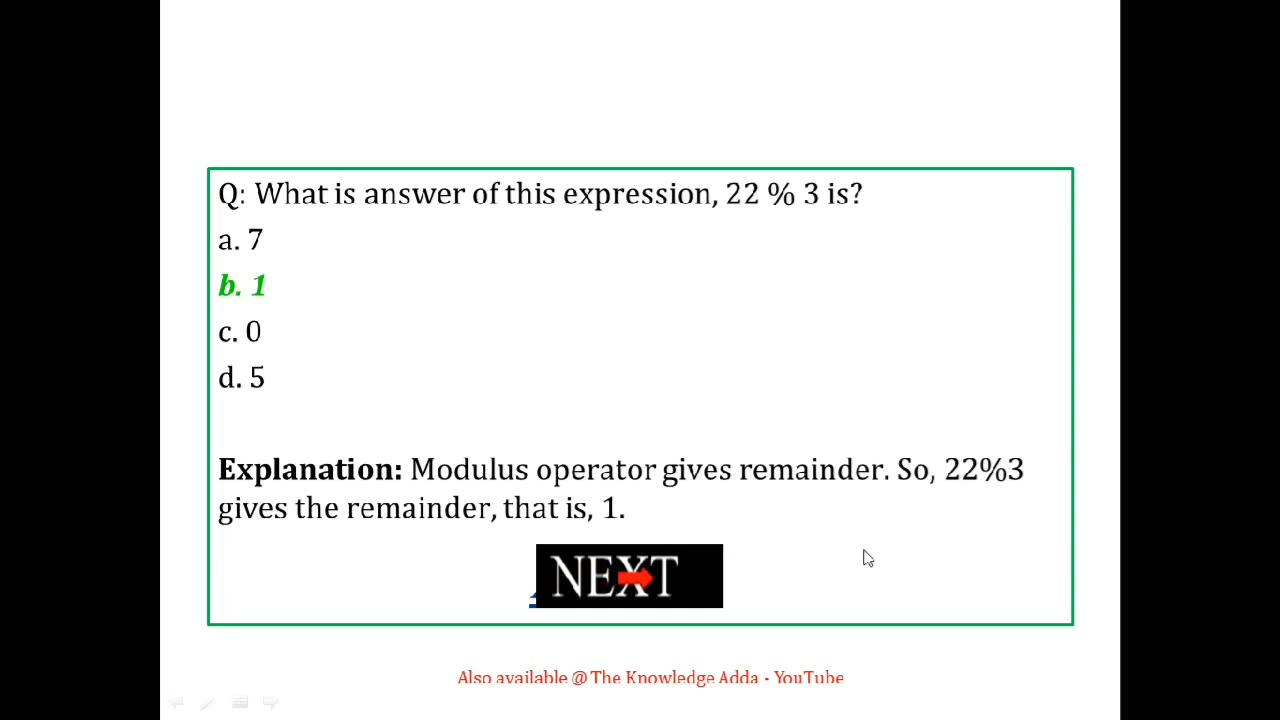 Q: What is answer of this expression, 22 % 3 is?
a. 7
b. 1
c. 0
d. 5
Explanation: Modulus operator gives remainder. So, 22%3
gives the remainder, that is, 1.
NEXT
Also available @ The Knowledge Adda - YouTube